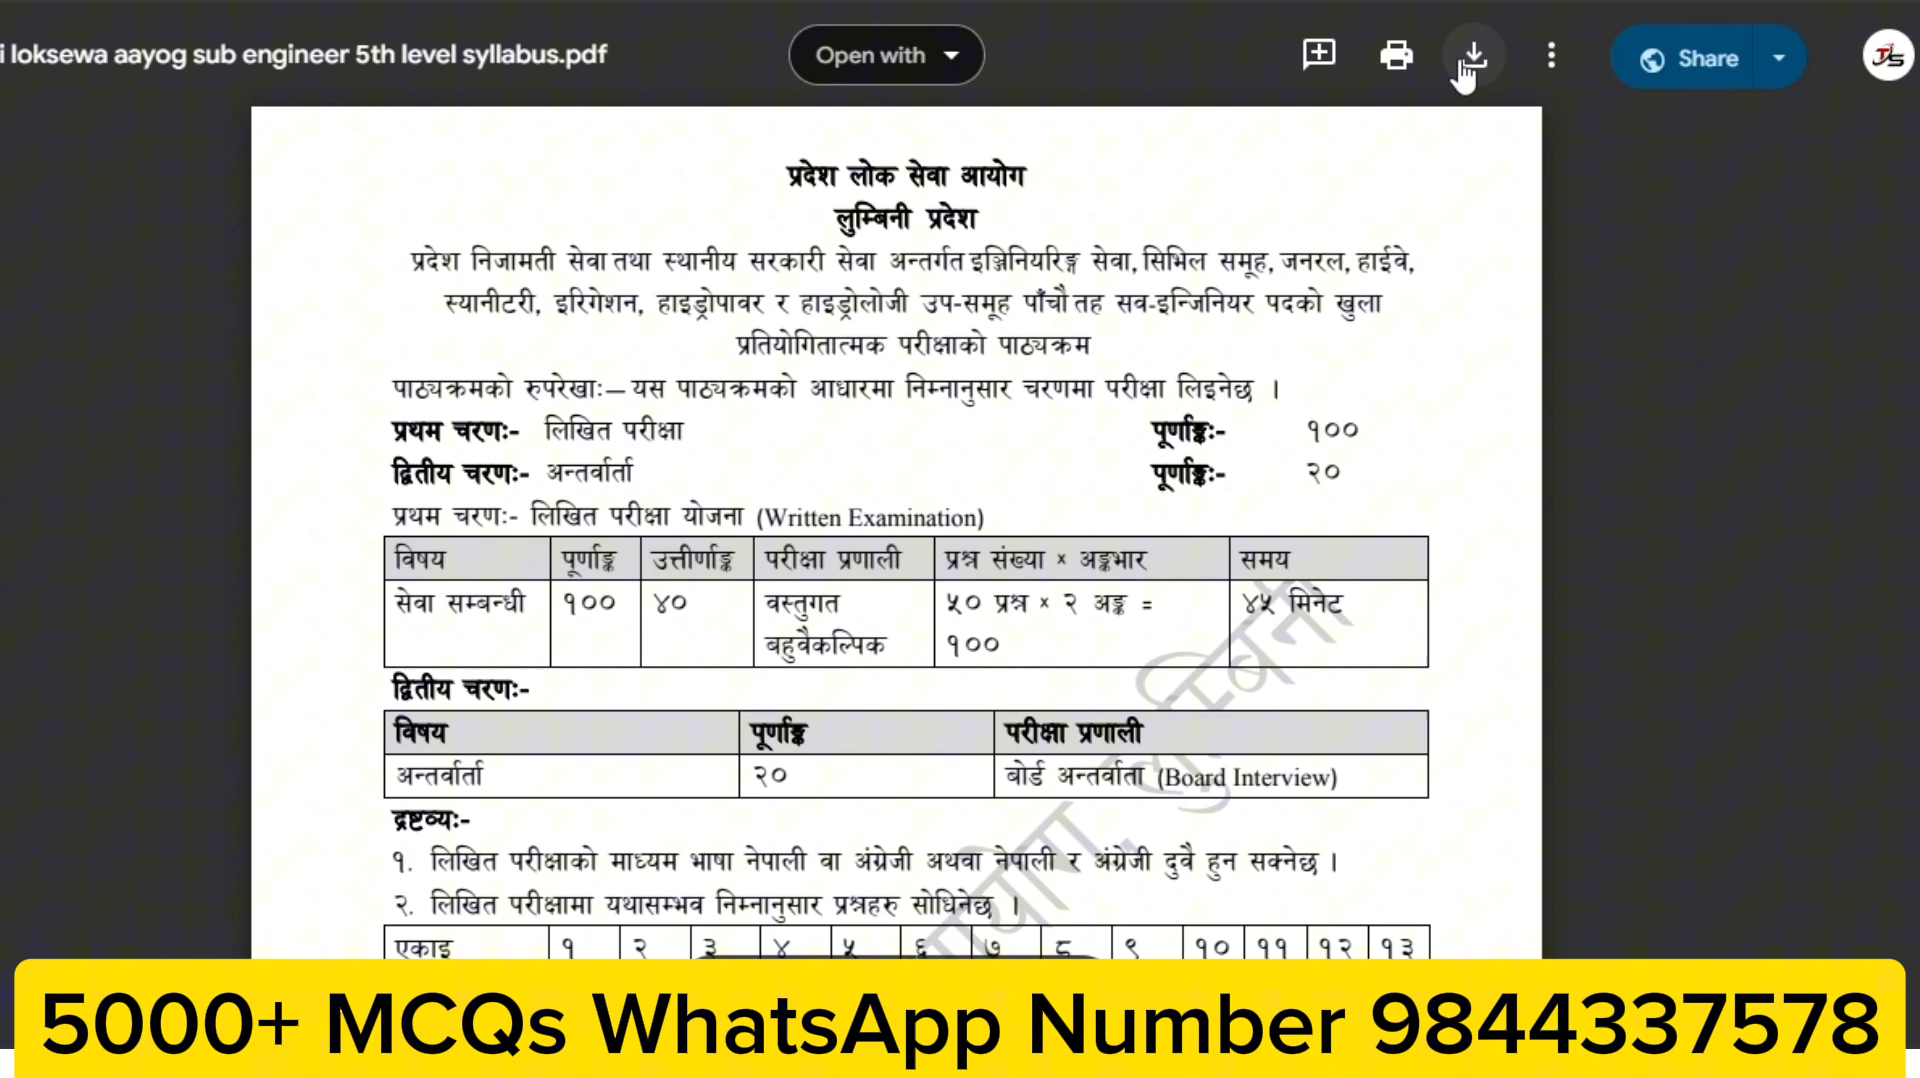 i loksewa aayog sub engineer 5th level syllabus.pdf
Open with
Share
प्रदेश लोक सेवा आयोग
लुम्बिनी प्रदेश
प्रदेश निजामती सेवा तथा स्थानीय सरकारी सेवा अन्तर्गत इञ्जिनियरिङ्ग सेवा, सिभिल समूह, जनरल, हाईवे,
स्यानीटरी, इरिगेशन, हाइड्रोपावर र हाइड्रोलोजी उप-समूह पाँचौ तह सव-इन्जिनियर पदको खुला
प्रतियोगितात्मक परीक्षाको पाठ्यक्रम
पाठ्यक्रमको रुपरेखाः– यस पाठ्यक्रमको आधारमा निम्नानुसार चरणमा परीक्षा लिइनेछ ।
प्रथम चरणः- लिखित परीक्षा पूर्णाङ्कः- १००
द्वितीय चरणः- अन्तर्वार्ता पूर्णाङ्कः- २०
प्रथम चरणः- लिखित परीक्षा योजना (Written Examination)
विषय पूर्णाङ्क उत्तीर्णाङ्क परीक्षा प्रणाली प्रश्न संख्या × अङ्कभार समय
सेवा सम्बन्धी १०० ४० वस्तुगत ५० प्रश्न × २ अङ्क = ४५ मिनेट
बहुवैकल्पिक १००
द्वितीय चरणः-
विषय पूर्णाङ्क परीक्षा प्रणाली
अन्तर्वार्ता २० बोर्ड अन्तर्वाता (Board Interview)
द्रष्टव्यः-
१. लिखित परीक्षाको माध्यम भाषा नेपाली वा अंग्रेजी अथवा नेपाली र अंग्रेजी दुवै हुन सक्नेछ ।
२. लिखित परीक्षामा यथासम्भव निम्नानुसार प्रश्नहरु सोधिनेछ ।
एकाइ १ २ ३ ४ ५ ६ ७ ८ ९ १० ११ १२ १३
5000+ MCQs WhatsApp Number 9844337578